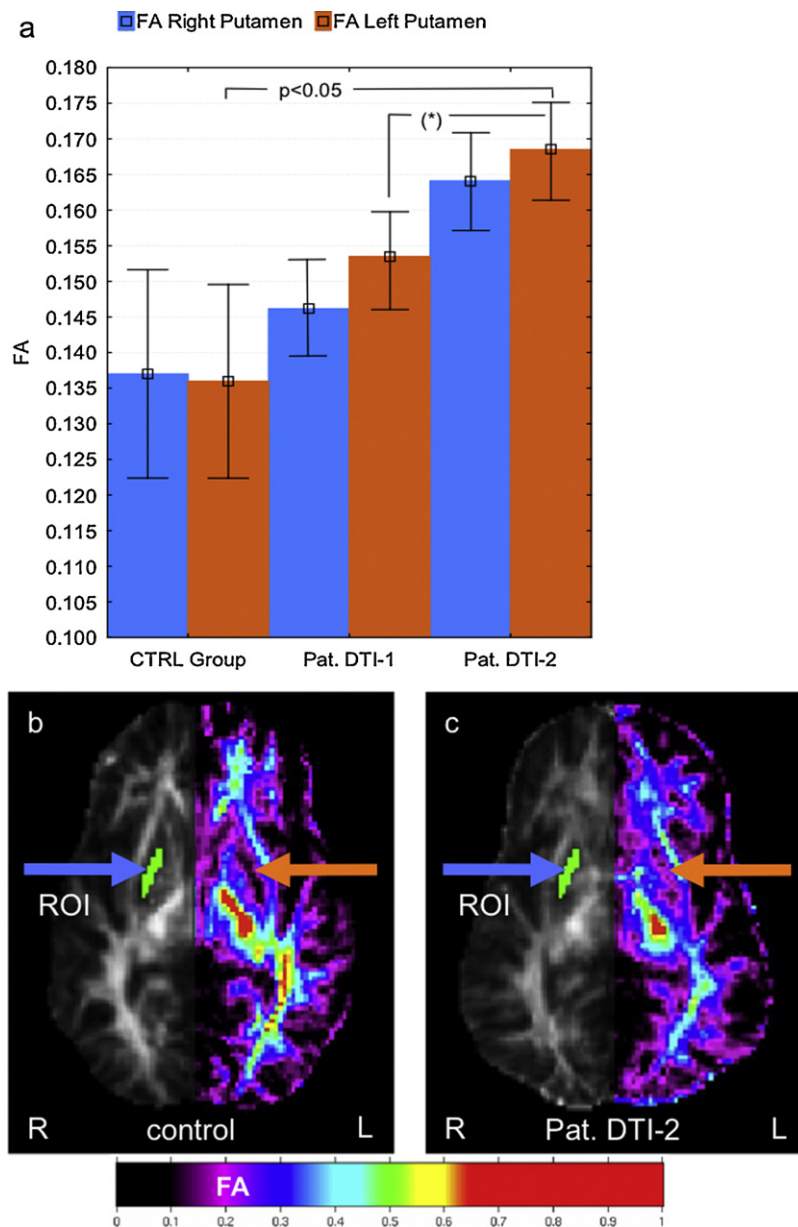 a
FA Right Putamen FA Left Putamen
0.180
0.175
0.170
0.165
0.160
0.155
0.150
0.145
0.140
0.135
0.130
0.125
0.120
0.115
0.110
0.105
0.100
FA
p<0.05
(*)
CTRL Group Pat. DTI-1 Pat. DTI-2
b
ROI
R control L
c
ROI
R Pat. DTI-2 L
FA
0 0.1 0.2 0.3 0.4 0.5 0.6 0.7 0.8 0.9 1